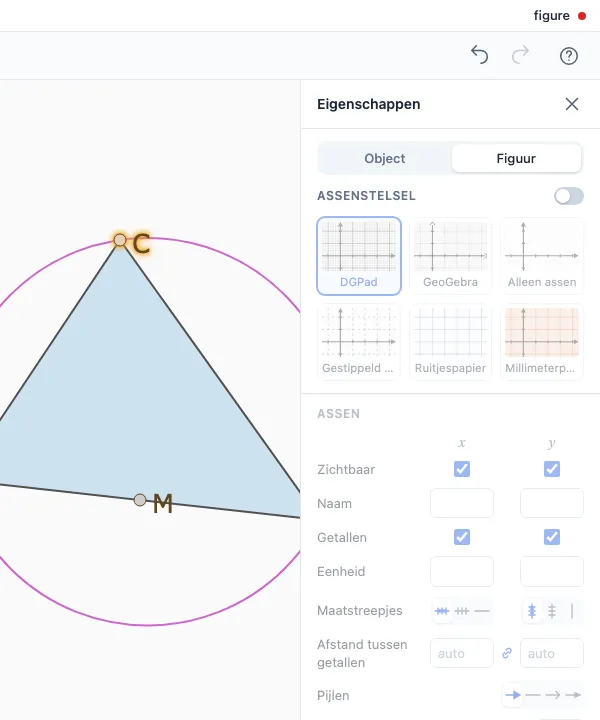 figure
Eigenschappen
Object Figuur
ASSENSTELSEL
DGPad GeoGebra Alleen assen
Gestippeld ... Ruitjespapier Millimeterp...
ASSEN
x y
Zichtbaar
Naam
Getallen
Eenheid
Maatstreepjes
Afstand tussen
getallen
auto auto
Pijlen
C
M